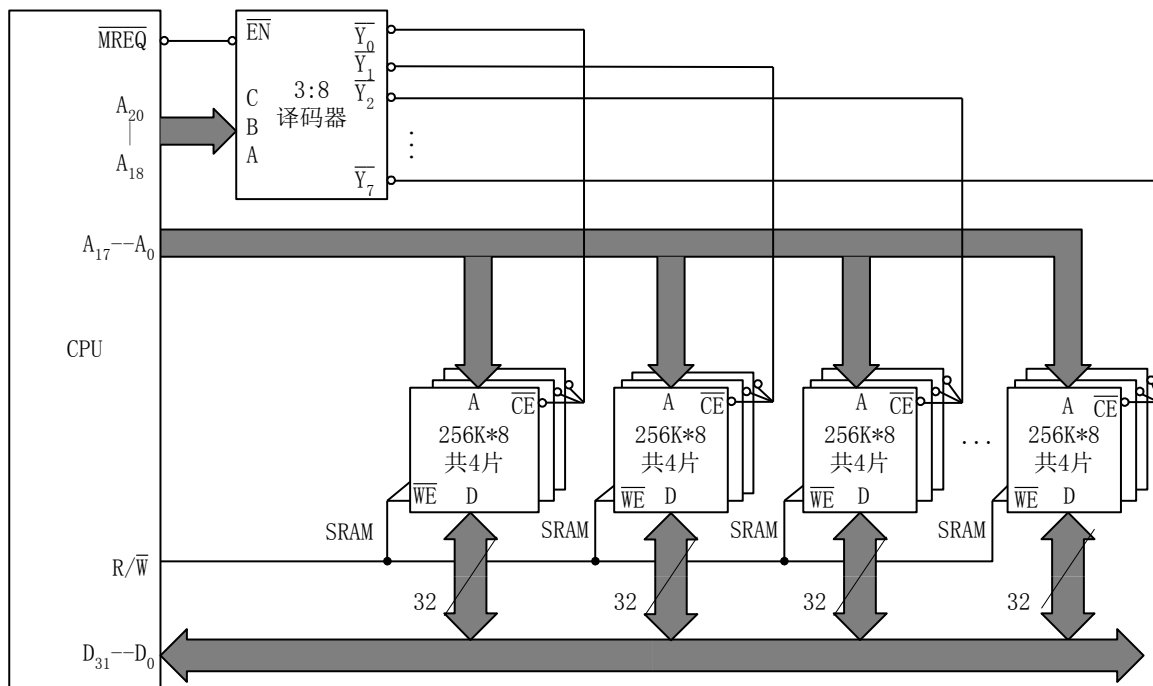 MREQ
EN
Y0
Y1
Y2
Y7
A20
|
A18
C
B
A
3:8
译码器
A17--A0
CPU
A
CE
256K*8
共4片
WE
D
SRAM
A
CE
256K*8
共4片
WE
D
SRAM
A
CE
256K*8
共4片
WE
D
SRAM
...
A
CE
256K*8
共4片
WE
D
SRAM
R/W
32
32
32
32
D31--D0